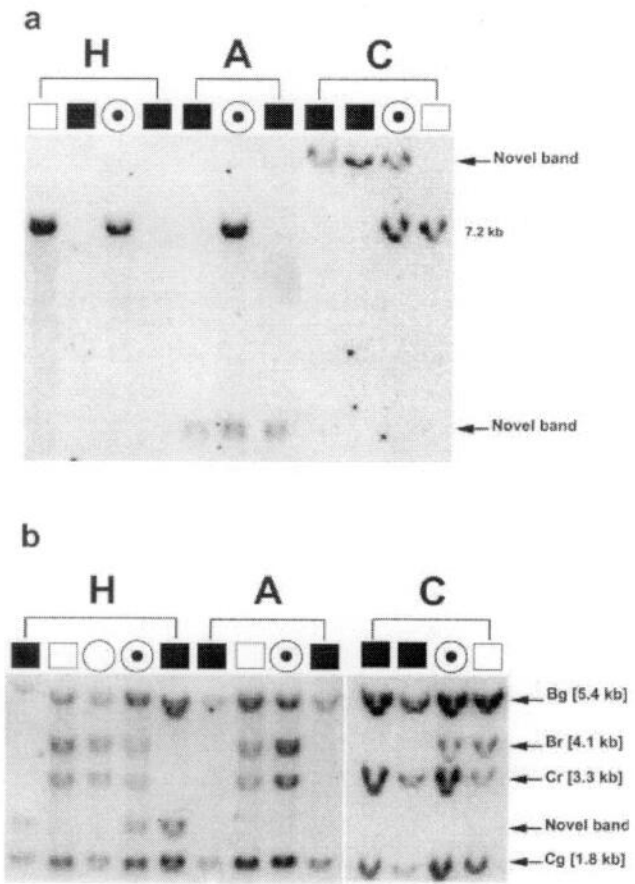 a
H A C
Novel band
7.2 kb
Novel band
b
H A C
Bg [5.4 kb]
Br [4.1 kb]
Cr [3.3 kb]
Novel band
Cg [1.8 kb]